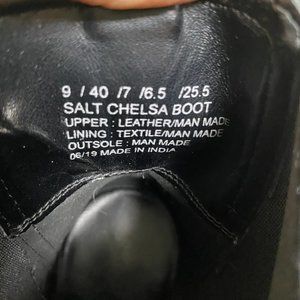 9 / 40 /7 /6.5 /25.5
SALT CHELSA BOOT
UPPER : LEATHER/MAN MADE
LINING : TEXTILE/MAN MADE
OUTSOLE : MAN MADE
06/19 MADE IN INDIA